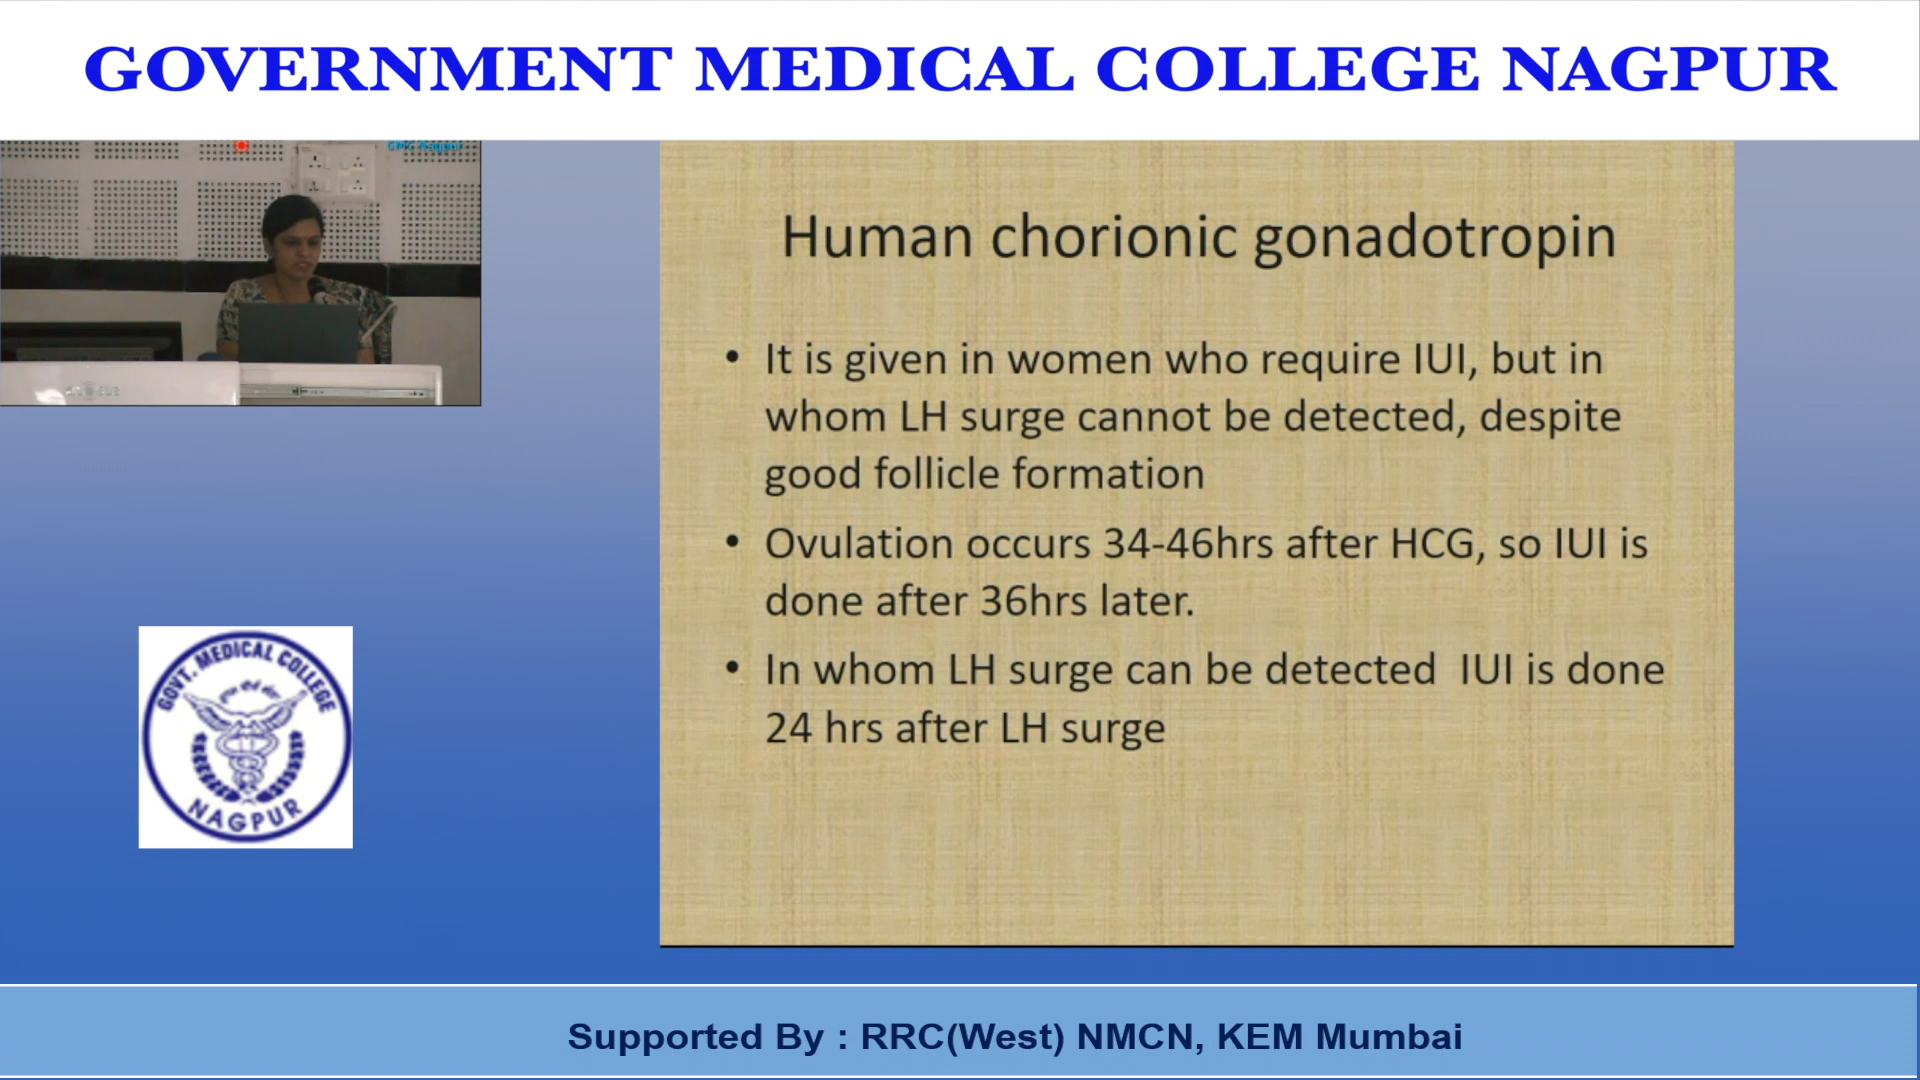 GOVERNMENT MEDICAL COLLEGE NAGPUR
GMC Nagpur
Human chorionic gonadotropin
• It is given in women who require IUI, but in
whom LH surge cannot be detected, despite
good follicle formation
• Ovulation occurs 34-46hrs after HCG, so IUI is
done after 36hrs later.
• In whom LH surge can be detected IUI is done
24 hrs after LH surge
GOVT. MEDICAL COLLEGE
NAGPUR
Supported By : RRC(West) NMCN, KEM Mumbai